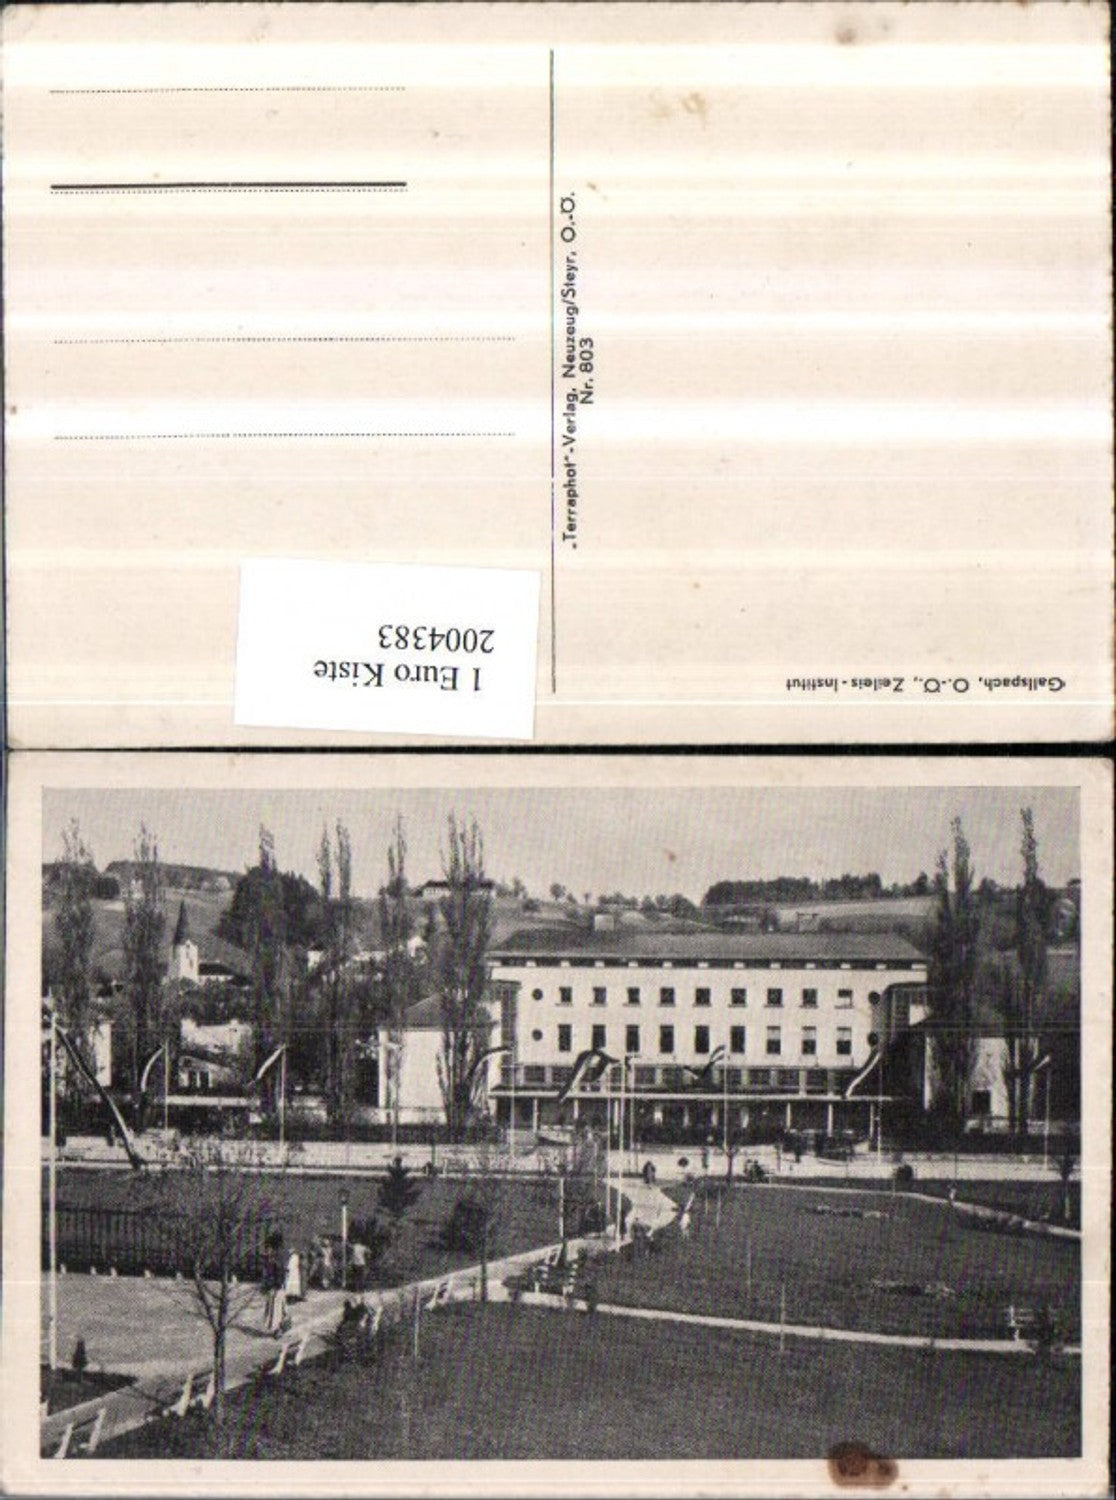 Gallspach, O.-Ö., Zeileis-Institut
„Terraphot"-Verlag, Neuzeug/Steyr, O.-Ö.
Nr. 803
1 Euro Kiste
2004383